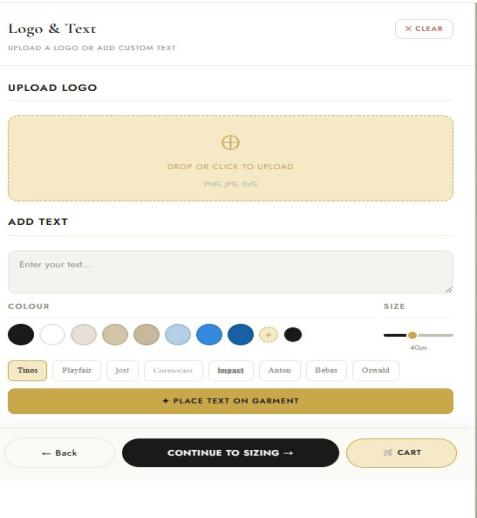 Logo & Text
✕ CLEAR
UPLOAD A LOGO OR ADD CUSTOM TEXT
UPLOAD LOGO
DROP OR CLICK TO UPLOAD
PNG, JPG, SVG
ADD TEXT
Enter your text...
COLOUR
SIZE
40px
Tinos Playfair Jost Cormorant Impact Anton Bebas Oswald
✦ PLACE TEXT ON GARMENT
← Back CONTINUE TO SIZING → 🛒 CART